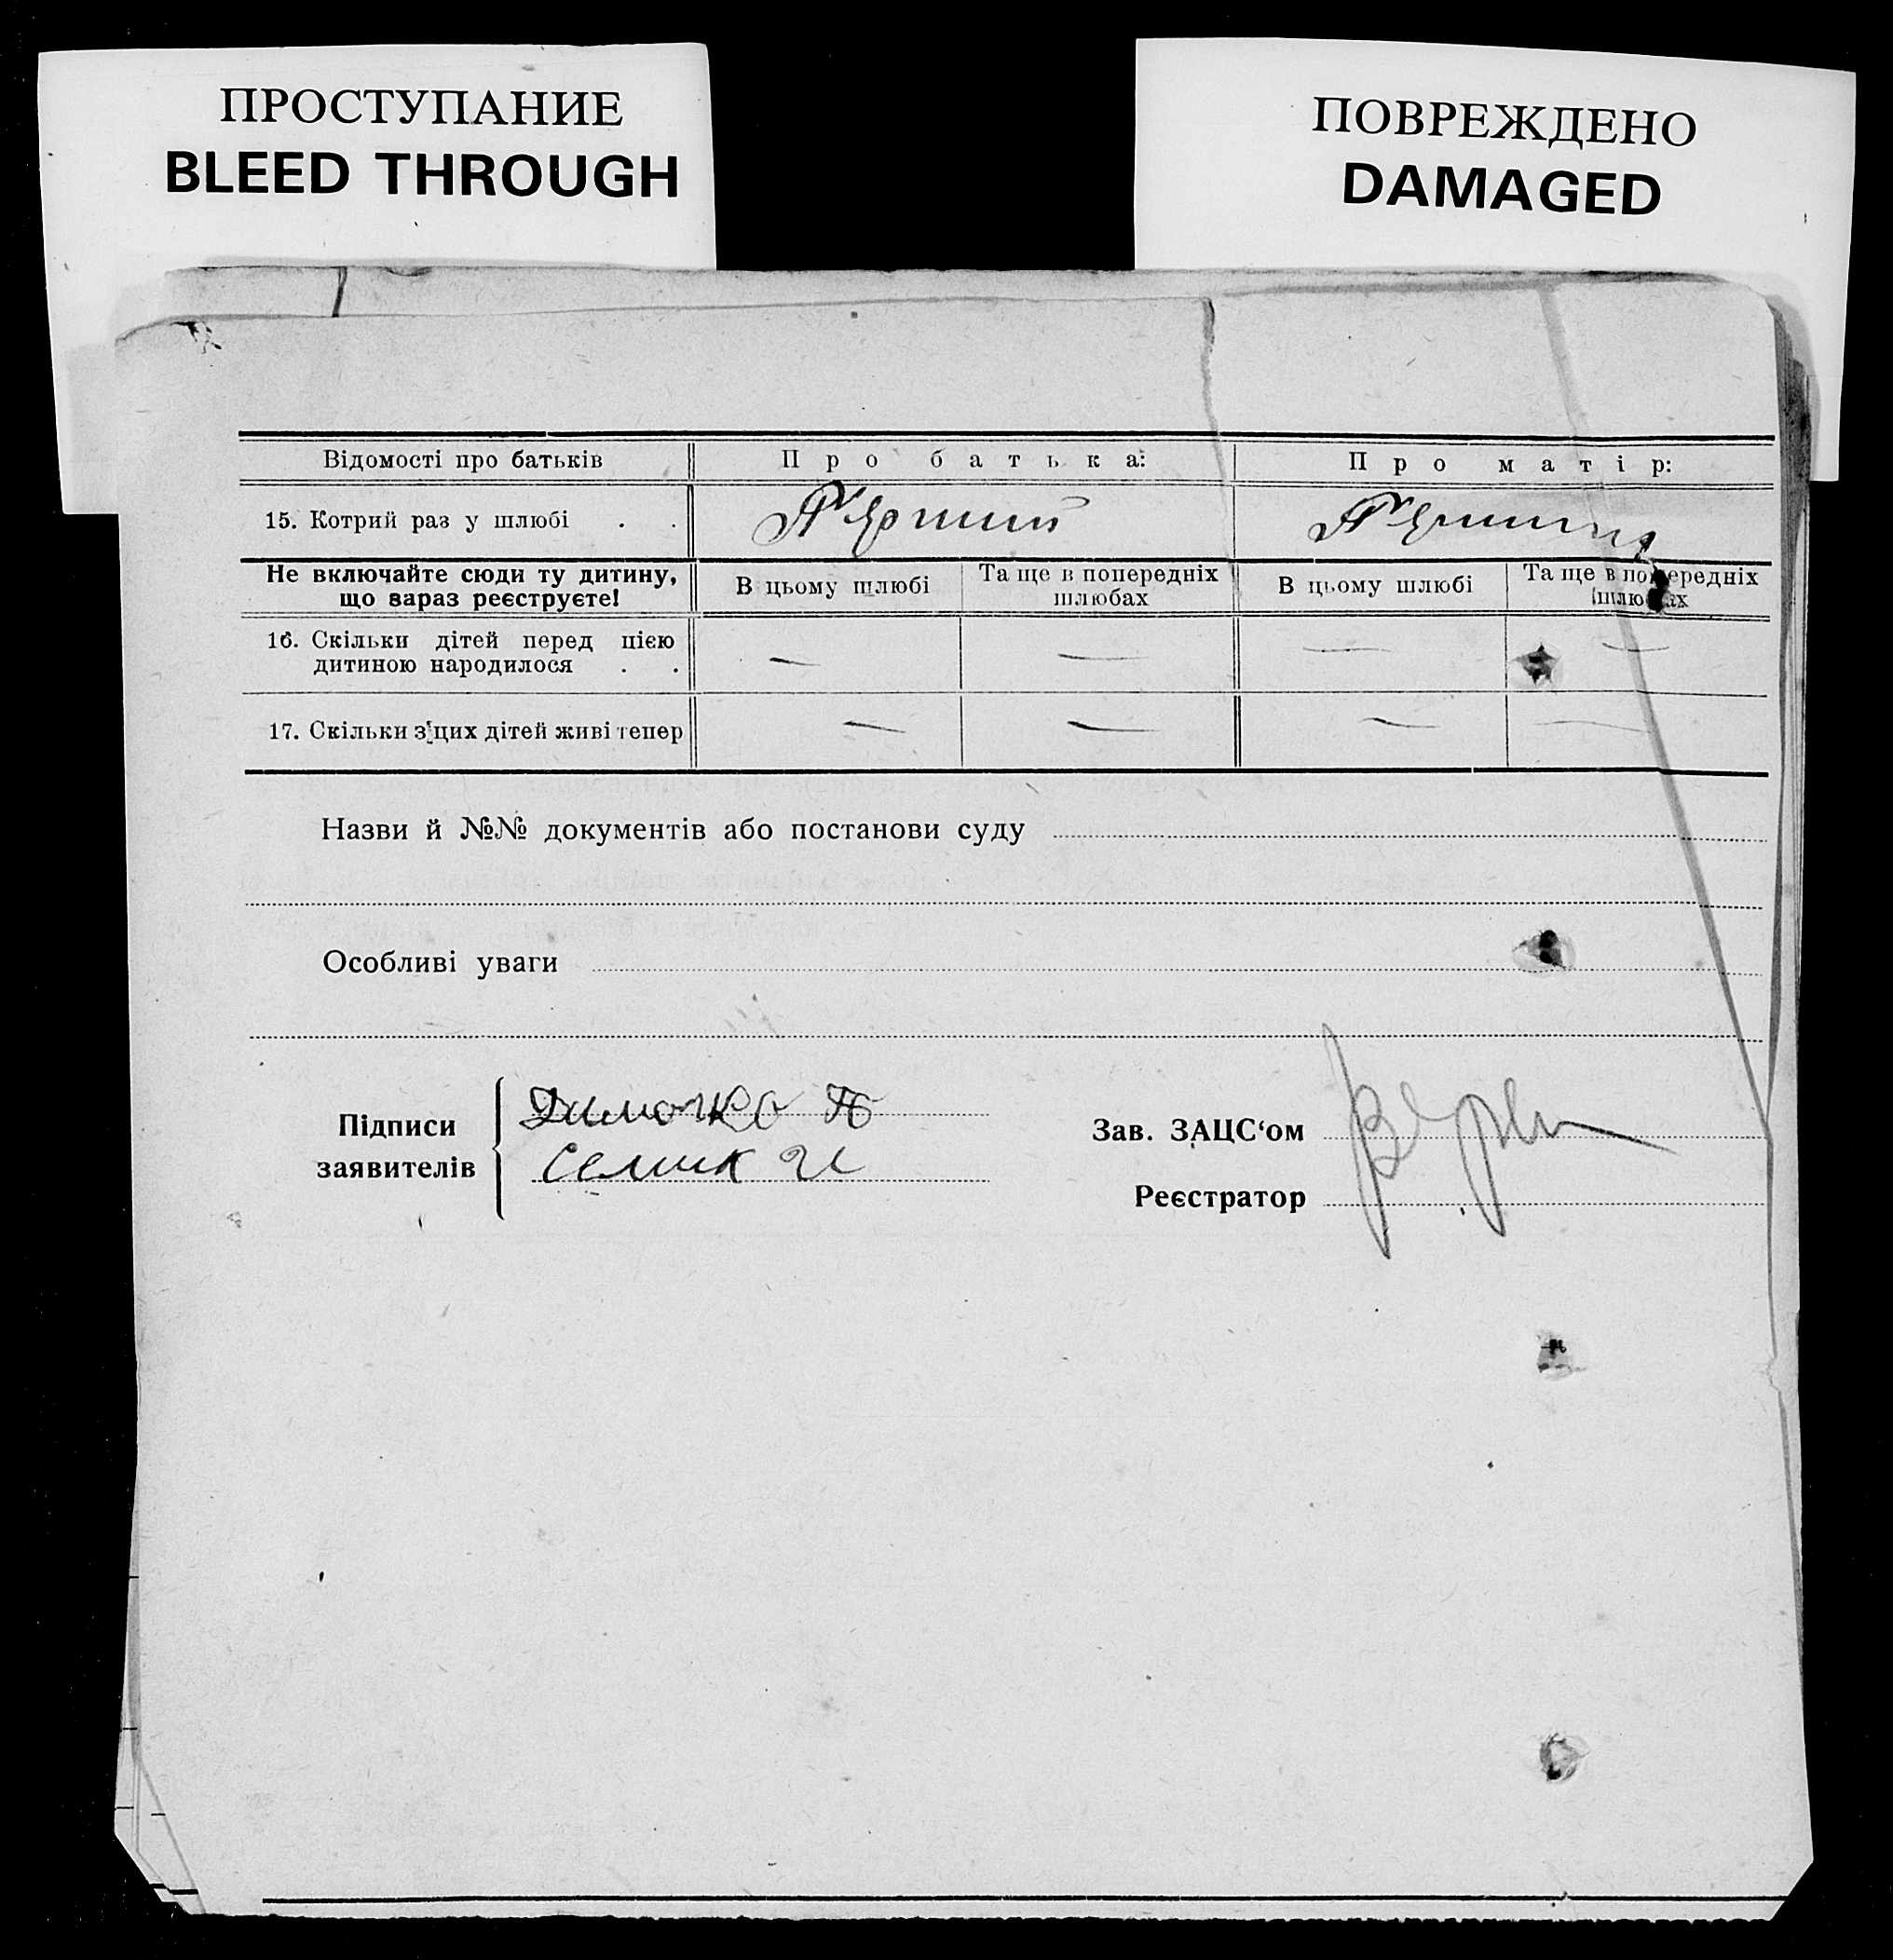 ПРОСТУПАНИЕ
BLEED THROUGH
ПОВРЕЖДЕНО
DAMAGED
Відомості про батьків Про батька: Про матір:
15. Котрий раз у шлюбі . . Перший
Не включайте сюди ту дитину, що зараз реєструєте! В цьому шлюбі Та ще в попередніх шлюбах В цьому шлюбі Та ще в попередніх шлюбах
16. Скільки дітей перед цією
дитиною народилося . . — — — —
17. Скільки з цих дітей живі тепер — — — —
Назви й №№ документів або постанови суду
Особливі уваги
Підписи
заявителів
Семик
Зав. ЗАЦС‘ом
Реєстратор